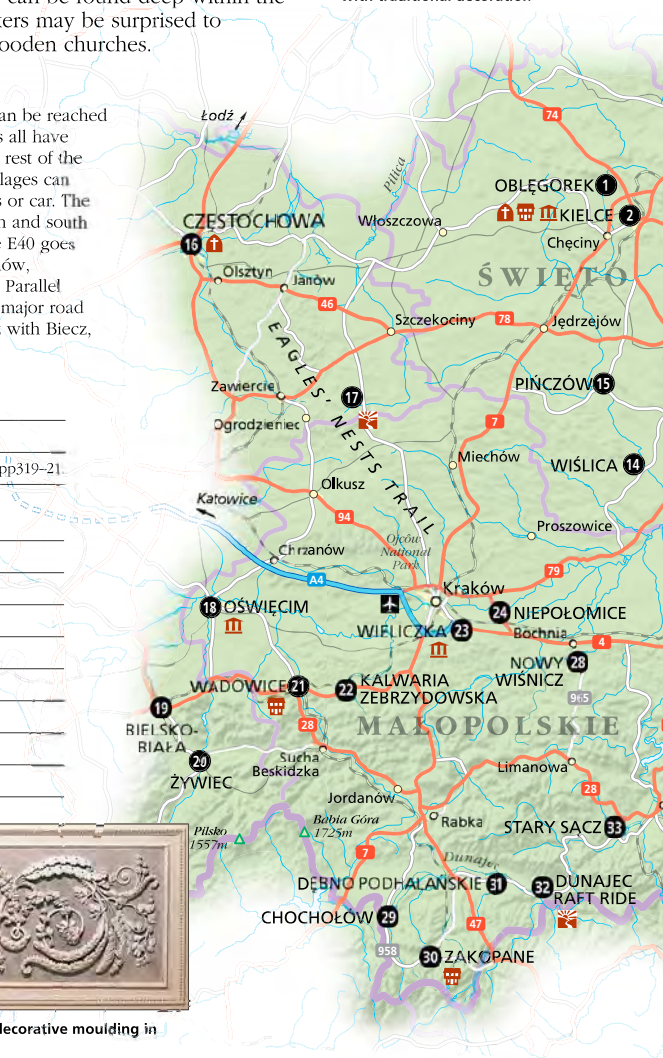 can be found deep within the
kers may be surprised to
ooden churches.
an be reached
s all have
rest of the
lages can
s or car. The
n and south
e E40 goes
nów,
Parallel
major road
t with Biecz,
pp319–21
Łódź
74
Pilica
OBLĘGOREK 1
KIELCE 2
CZĘSTOCHOWA
16
Włoszczowa
Chęciny
Olsztyn
Janów
ŚWIĘTO
46
Szczekociny
78
Jędrzejów
EAGLES' NESTS TRAIL
Zawiercie
17
PIŃCZÓW 15
Ogrodzieniec
7
Miechów
WIŚLICA 14
Olkusz
Katowice
94
Proszowice
Chrzanów
Ojców
National
Park
79
A4
Kraków
18 OŚWIĘCIM
24 NIEPOŁOMICE
WIELICZKA 23
Bochnia
4
NOWY 28
WIŚNICZ
WADOWICE 21
22 KALWARIA
ZEBRZYDOWSKA
965
19
BIELSKO-
BIAŁA
28
MAŁOPOLSKIE
20
ŻYWIEC
Sucha
Beskidzka
Limanowa
28
Jordanów
Rabka
STARY SACZ 33
Pilsko
1557m
Babia Góra
1725m
7
Dunajec
DĘBNO PODHALAŃSKIE 31
32 DUNAJEC
RAFT RIDE
CHOCHOŁÓW 29
47
958
30 ZAKOPANE
decorative moulding in